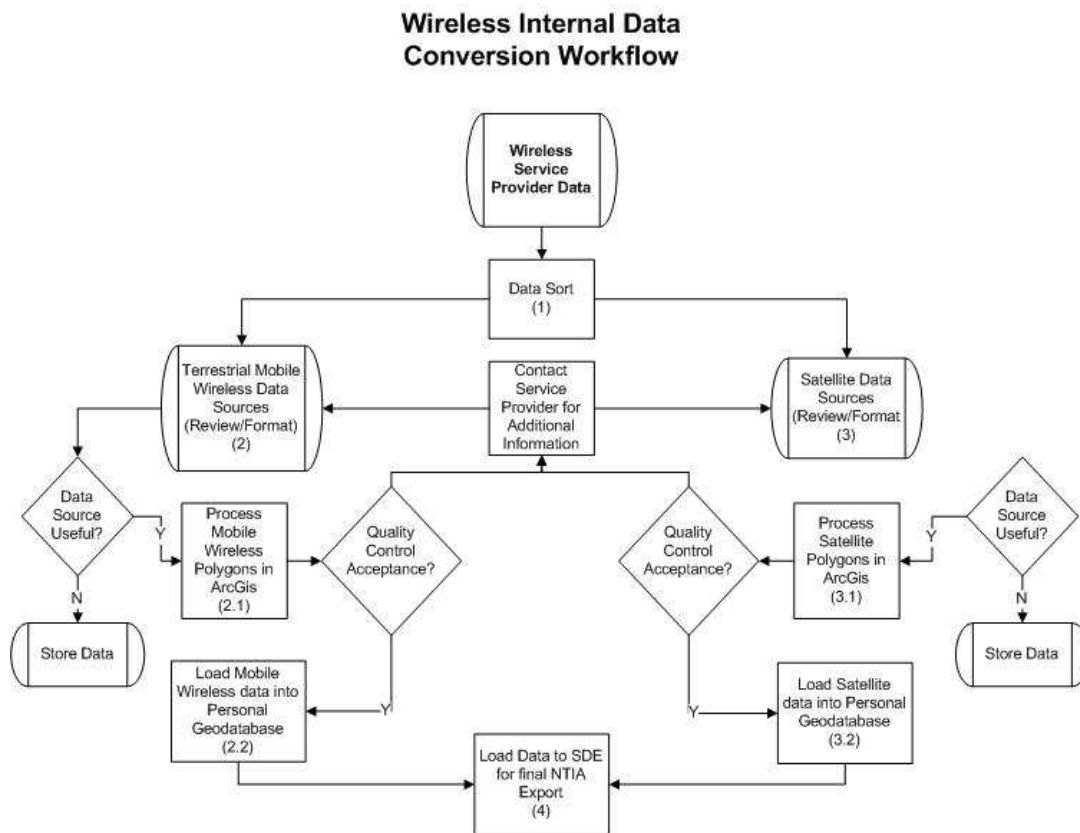 Wireless Internal Data
Conversion Workflow
Wireless
Service
Provider Data
Data Sort
(1)
Terrestrial Mobile
Wireless Data
Sources
(Review/Format)
(2)
Contact
Service
Provider for
Additional
Information
Satellite Data
Sources
(Review/Format
(3)
Data
Source
Useful?
Y
N
Store Data
Process
Mobile
Wireless
Polygons in
ArcGis
(2.1)
Quality
Control
Acceptance?
Y
Quality
Control
Acceptance?
Y
Process
Satellite
Polygons in
ArcGis
(3.1)
Y
Data
Source
Useful?
N
Store Data
Load Mobile
Wireless data into
Personal
Geodatabase
(2.2)
Load Satellite
data into Personal
Geodatabase
(3.2)
Load Data to SDE
for final NTIA
Export
(4)